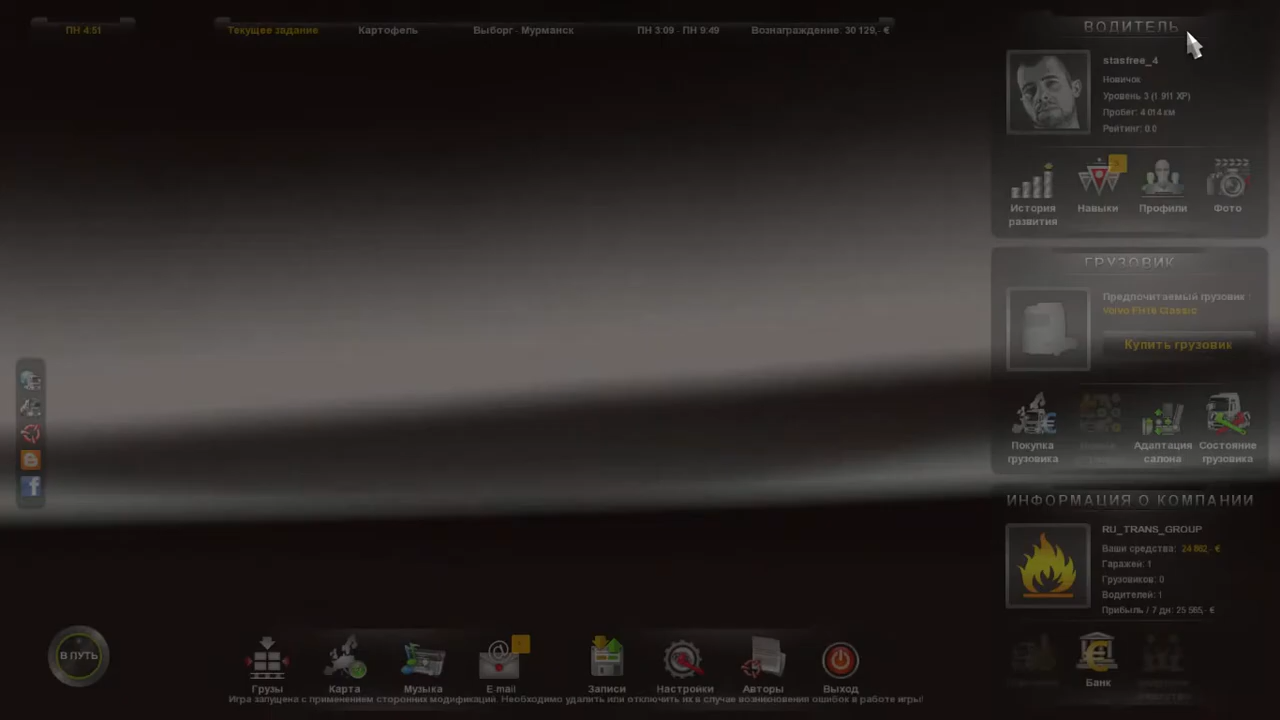 ПН 4:51
Текущее задание Картофель Выборг - Мурманск ПН 3:09 - ПН 9:49 Вознаграждение: 30 129,- €
ВОДИТЕЛЬ
stasfree_4
Новичок
Уровень 3 (1 911 XP)
Пробег: 4 014 км
Рейтинг: 0.0
История развития
Навыки
Профили
Фото
ГРУЗОВИК
Предпочитаемый грузовик :
Volvo FH16 Classic
Купить грузовик
Покупка грузовика
Адаптация салона
Состояние грузовика
ИНФОРМАЦИЯ О КОМПАНИИ
RU_TRANS_GROUP
Ваши средства: 24 862,- €
Гаражей: 1
Грузовиков: 0
Водителей: 1
Прибыль / 7 дн: 25 565,- €
Банк
В ПУТЬ
Грузы
Карта
Музыка
E-mail
Записи
Настройки
Авторы
Выход
Игра запущена с применением сторонних модификаций. Необходимо удалить или отключить их в случае возникновения ошибок в работе игры!